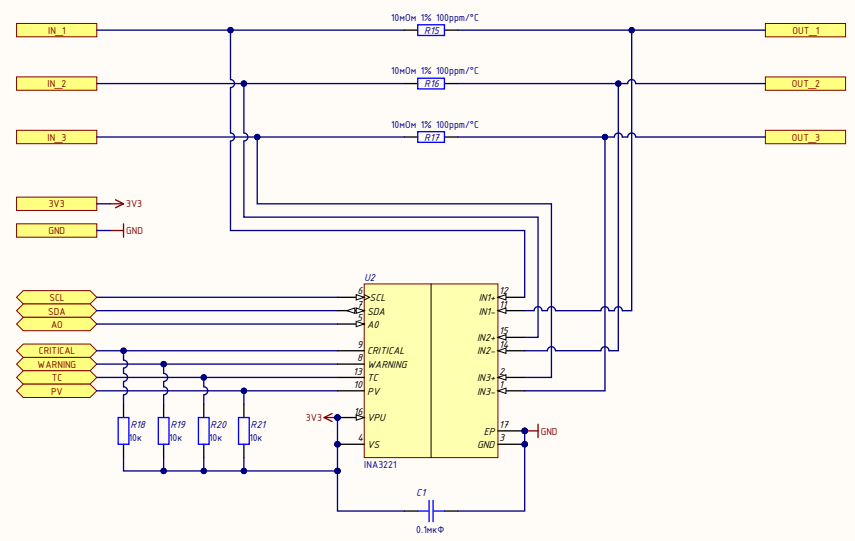 10мОм 1% 100ppm/°C
IN_1
R15
OUT_1
10мОм 1% 100ppm/°C
IN_2
R16
OUT_2
10мОм 1% 100ppm/°C
IN_3
R17
OUT_3
3V3
3V3
GND
GND
U2
SCL
6
SCL
IN1+
12
SDA
7
SDA
IN1-
11
A0
5
A0
IN2+
15
CRITICAL
9
CRITICAL
IN2-
14
WARNING
8
WARNING
TC
13
TC
IN3+
2
PV
10
PV
IN3-
1
3V3
16
VPU
R18
10к
R19
10к
R20
10к
R21
10к
EP
17
GND
4
VS
GND
3
INA3221
C1
0.1мкФ